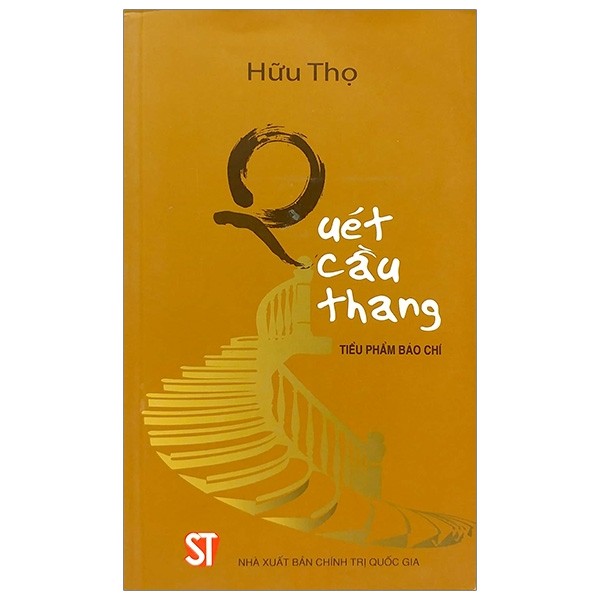 Hữu Thọ
Quét
cầu
thang
TIỂU PHẨM BÁO CHÍ
ST
NHÀ XUẤT BẢN CHÍNH TRỊ QUỐC GIA